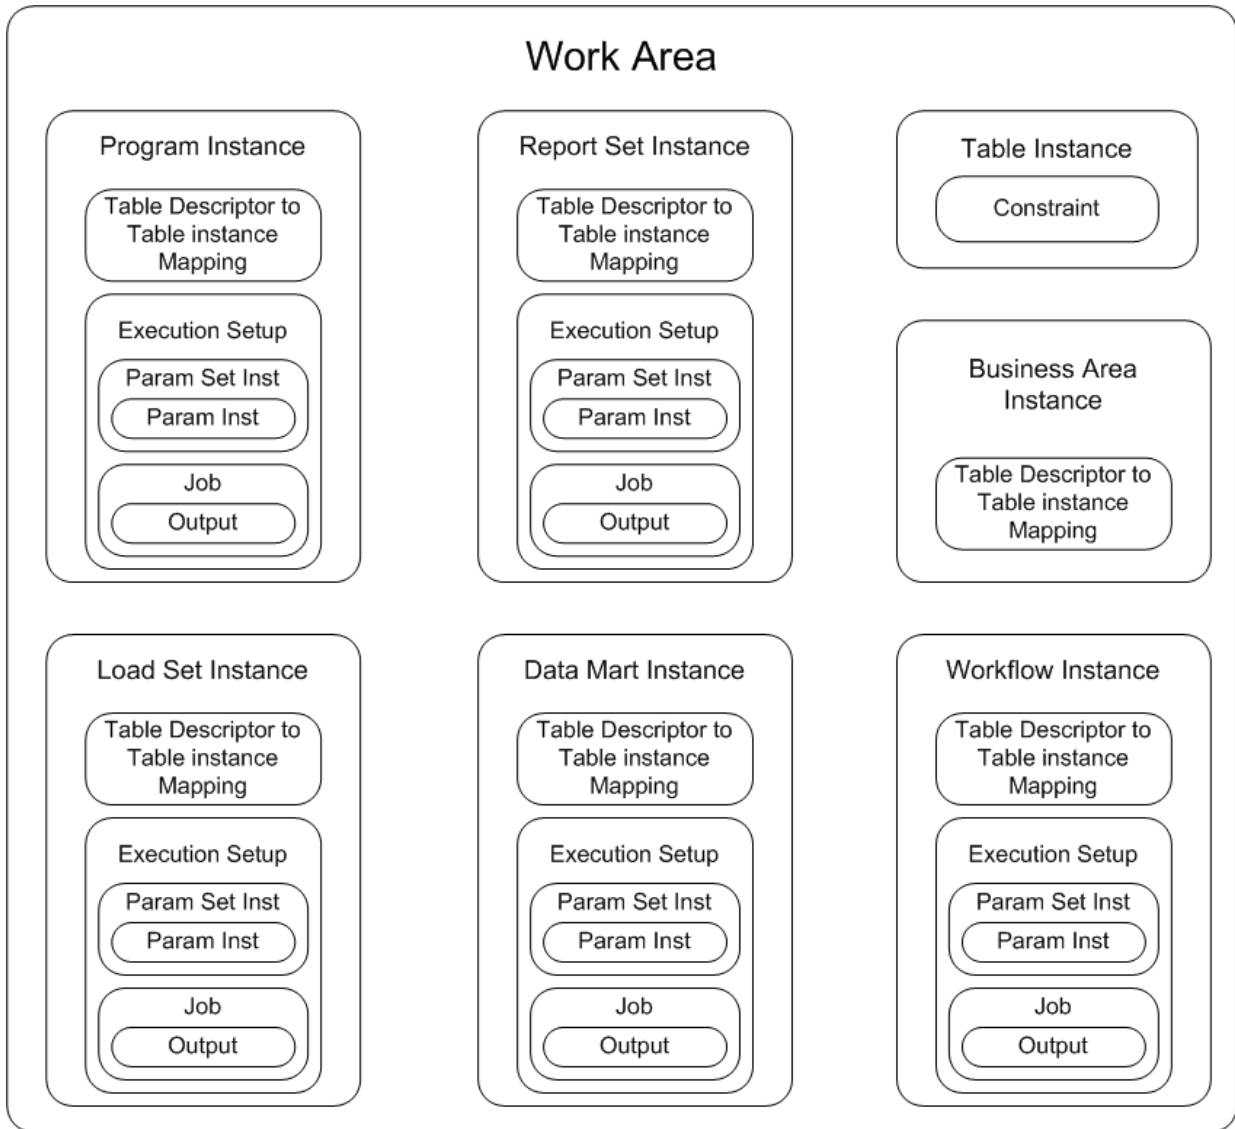 Work Area
Program Instance
Table Descriptor to
Table instance
Mapping
Execution Setup
Param Set Inst
Param Inst
Job
Output
Report Set Instance
Table Descriptor to
Table instance
Mapping
Execution Setup
Param Set Inst
Param Inst
Job
Output
Table Instance
Constraint
Business Area
Instance
Table Descriptor to
Table instance
Mapping
Load Set Instance
Table Descriptor to
Table instance
Mapping
Execution Setup
Param Set Inst
Param Inst
Job
Output
Data Mart Instance
Table Descriptor to
Table instance
Mapping
Execution Setup
Param Set Inst
Param Inst
Job
Output
Workflow Instance
Table Descriptor to
Table instance
Mapping
Execution Setup
Param Set Inst
Param Inst
Job
Output